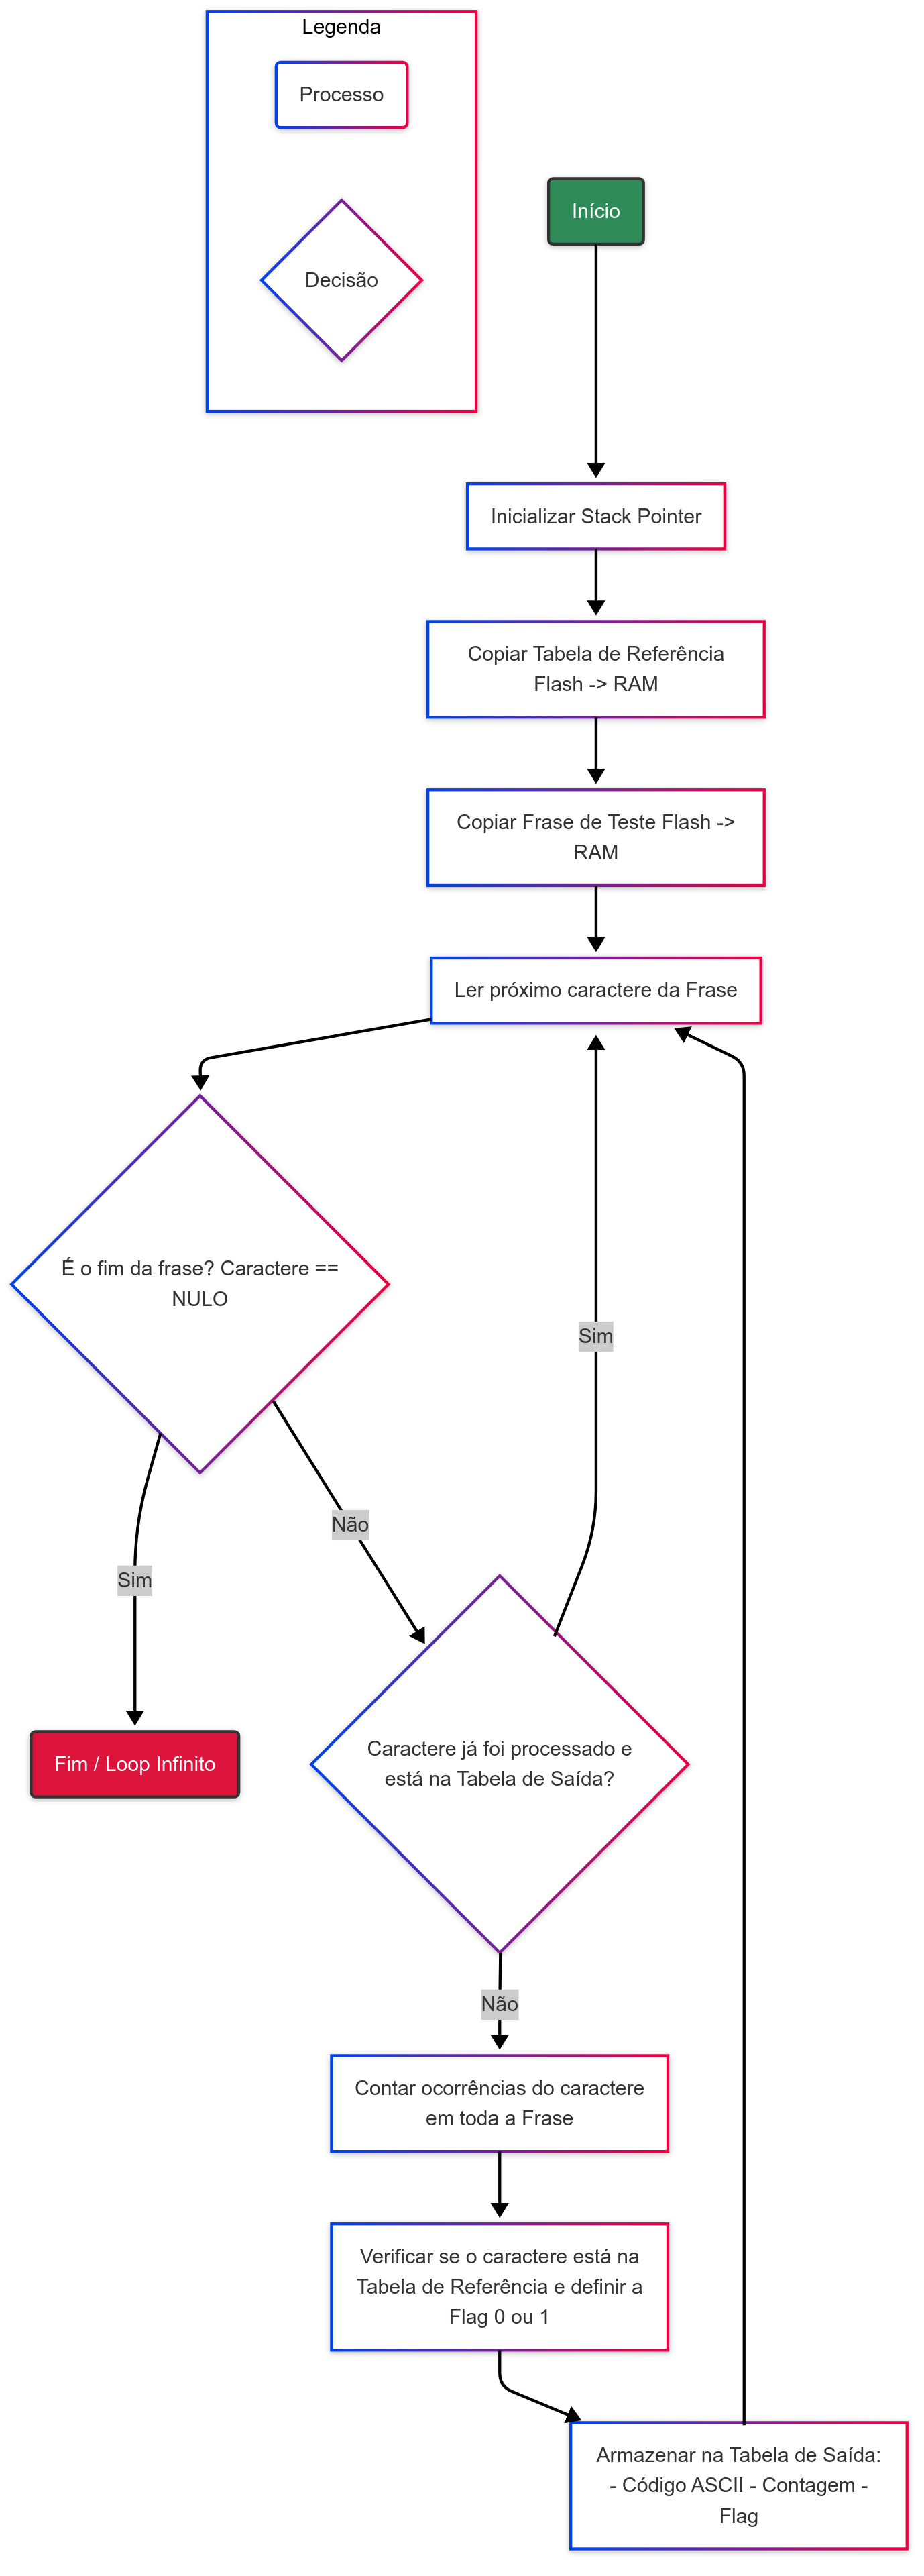 Legenda
Processo
Decisão
Início
Inicializar Stack Pointer
Copiar Tabela de Referência
Flash -> RAM
Copiar Frase de Teste Flash ->
RAM
Ler próximo caractere da Frase
É o fim da frase? Caractere ==
NULO
Sim
Não
Sim
Fim / Loop Infinito
Caractere já foi processado e
está na Tabela de Saída?
Não
Contar ocorrências do caractere
em toda a Frase
Verificar se o caractere está na
Tabela de Referência e definir a
Flag 0 ou 1
Armazenar na Tabela de Saída:
- Código ASCII - Contagem -
Flag